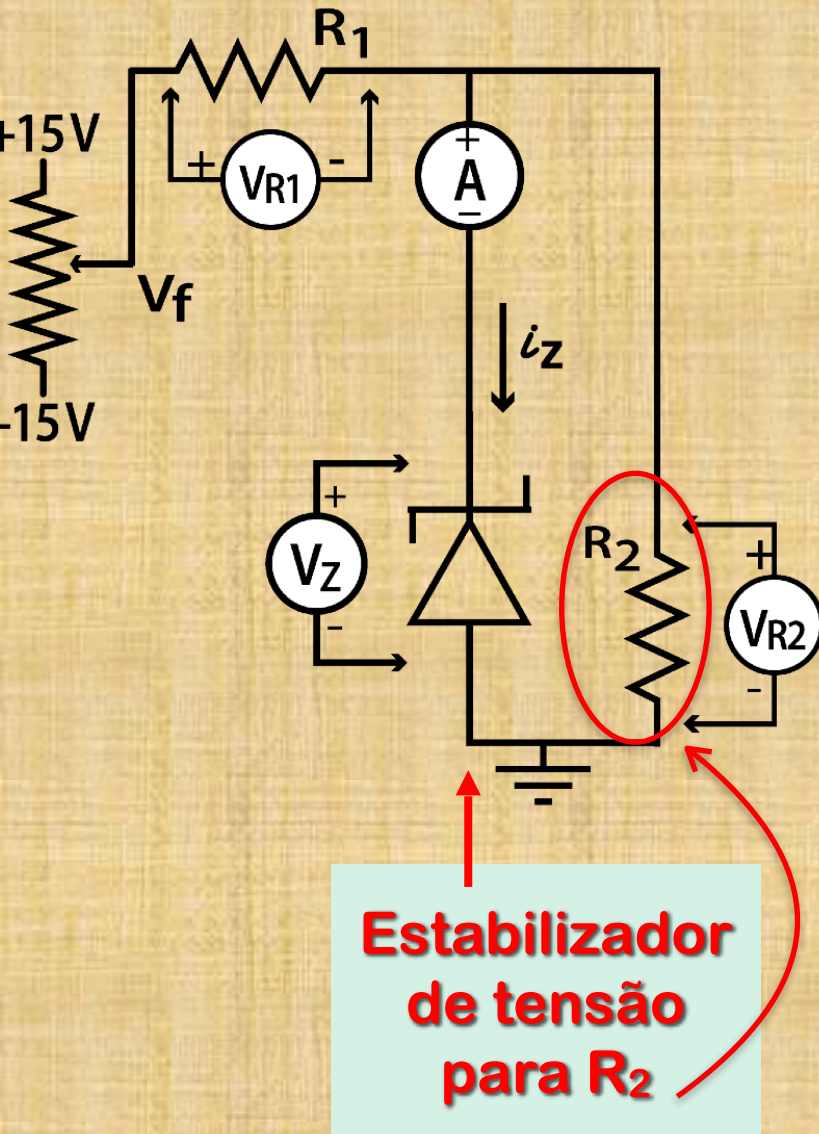 R1
+15V
+ VR1 -
+
A
-
Vf
iz
-15V
+
Vz
-
R2
+
VR2
-
Estabilizador
de tensão
para R2